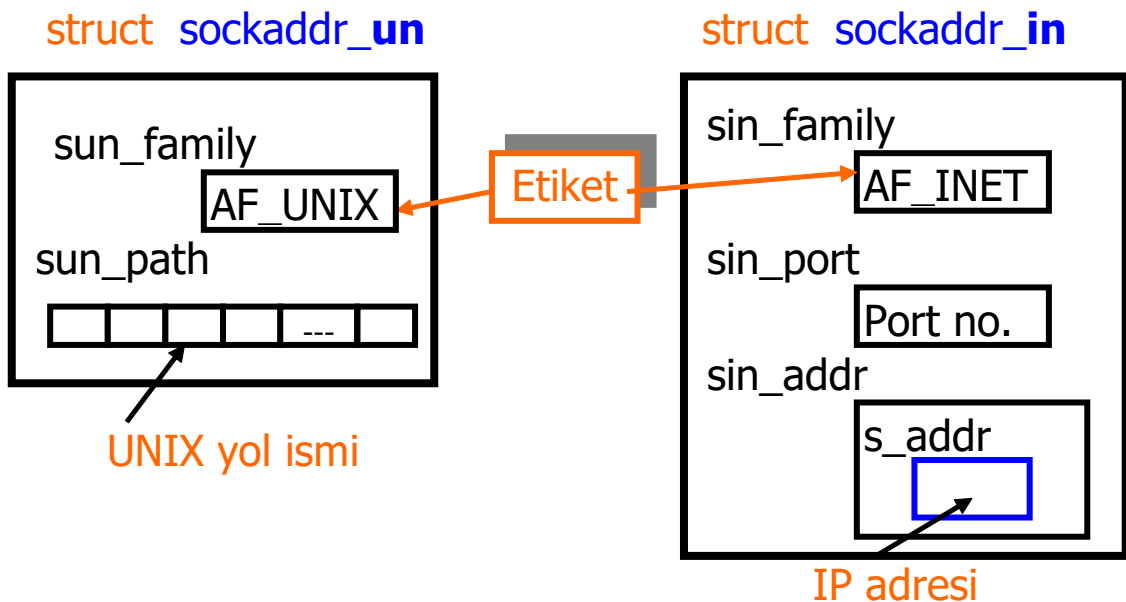 struct sockaddr_un
sun_family
AF_UNIX
sun_path
---
UNIX yol ismi
Etiket
struct sockaddr_in
sin_family
AF_INET
sin_port
Port no.
sin_addr
s_addr
IP adresi